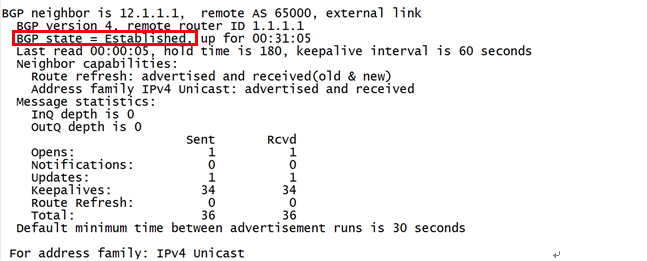 BGP neighbor is 12.1.1.1,  remote AS 65000, external link
  BGP version 4, remote router ID 1.1.1.1
  BGP state = Established, up for 00:31:05
  Last read 00:00:05, hold time is 180, keepalive interval is 60 seconds
  Neighbor capabilities:
    Route refresh: advertised and received(old & new)
    Address family IPv4 Unicast: advertised and received
  Message statistics:
    InQ depth is 0
    OutQ depth is 0
                         Sent       Rcvd
    Opens:                  1          1
    Notifications:          0          0
    Updates:                1          1
    Keepalives:            34         34
    Route Refresh:          0          0
    Total:                 36         36
  Default minimum time between advertisement runs is 30 seconds

 For address family: IPv4 Unicast